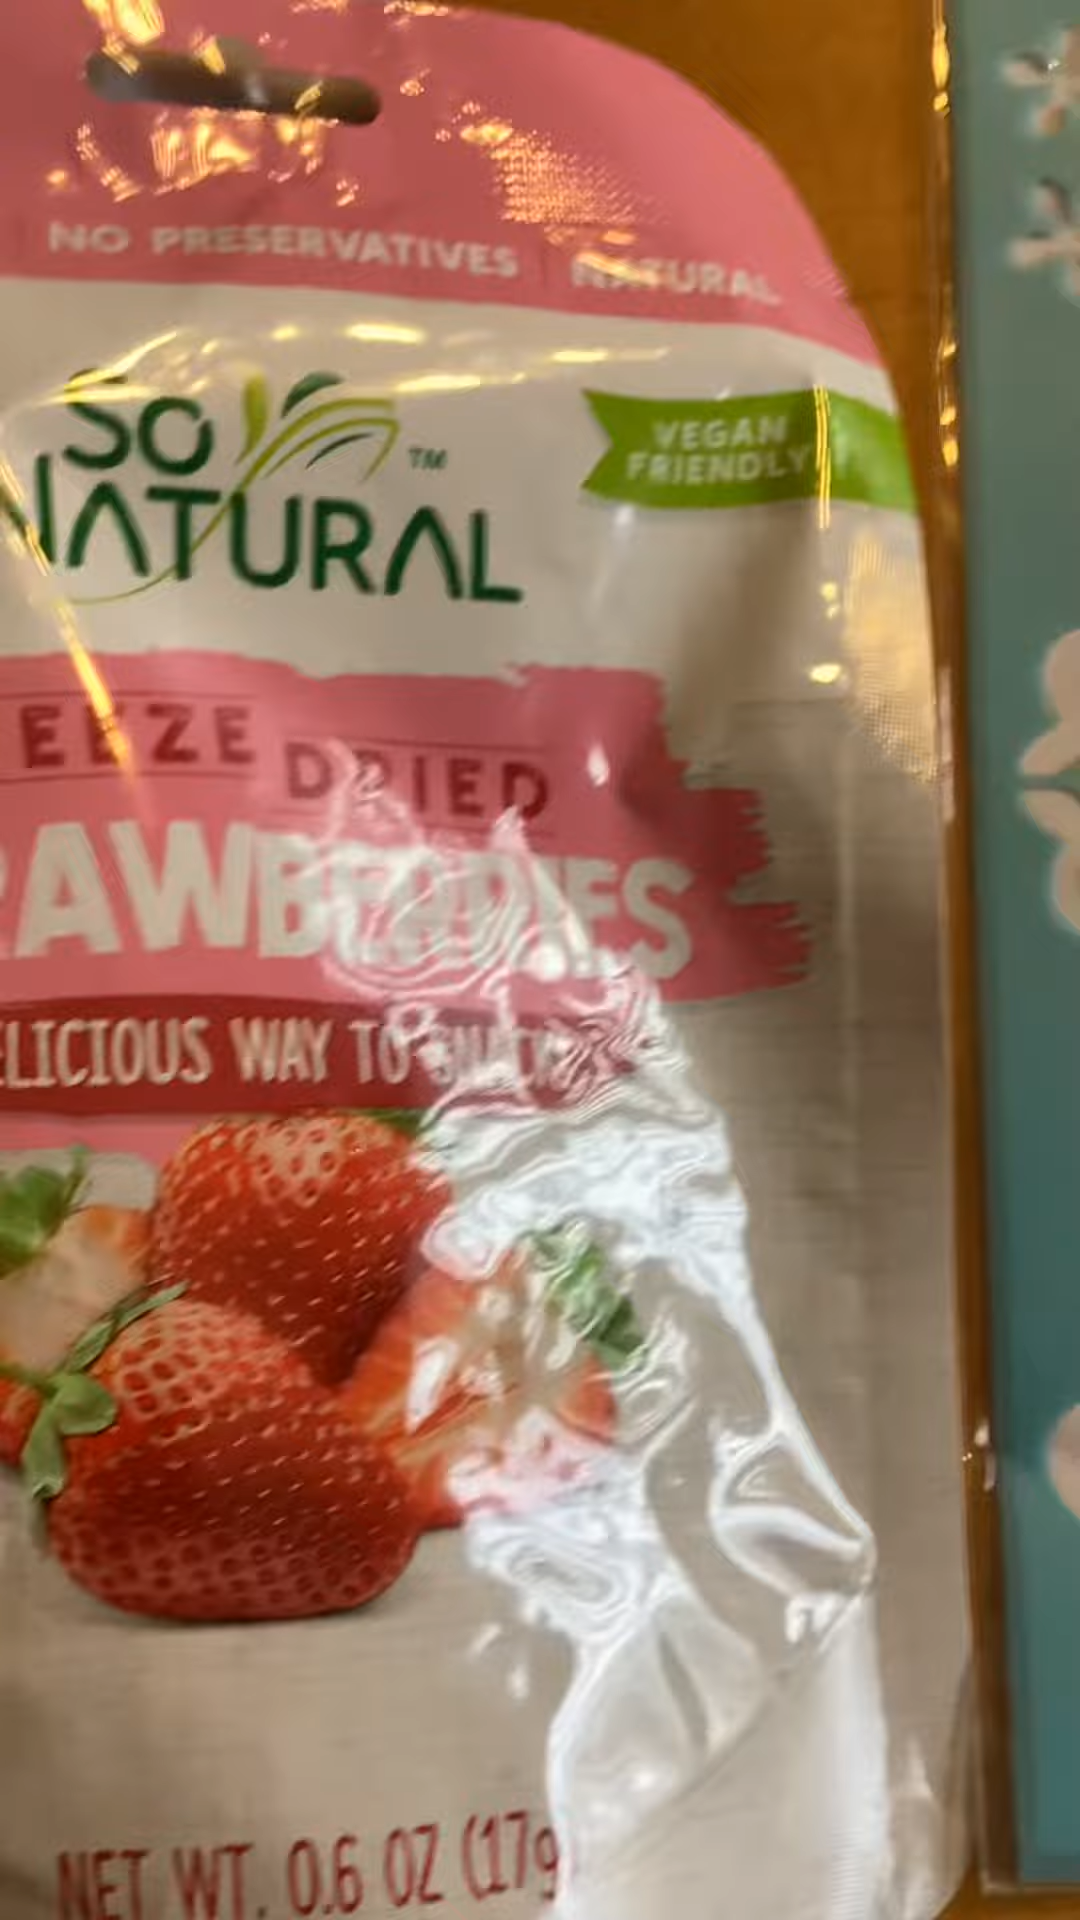 NO PRESERVATIVES NATURAL
SO
NATURAL ™
VEGAN
FRIENDLY
EEZE DRIED
RAWBERRIES
ELICIOUS WAY TO SNACK
NET WT. 0.6 OZ (17g